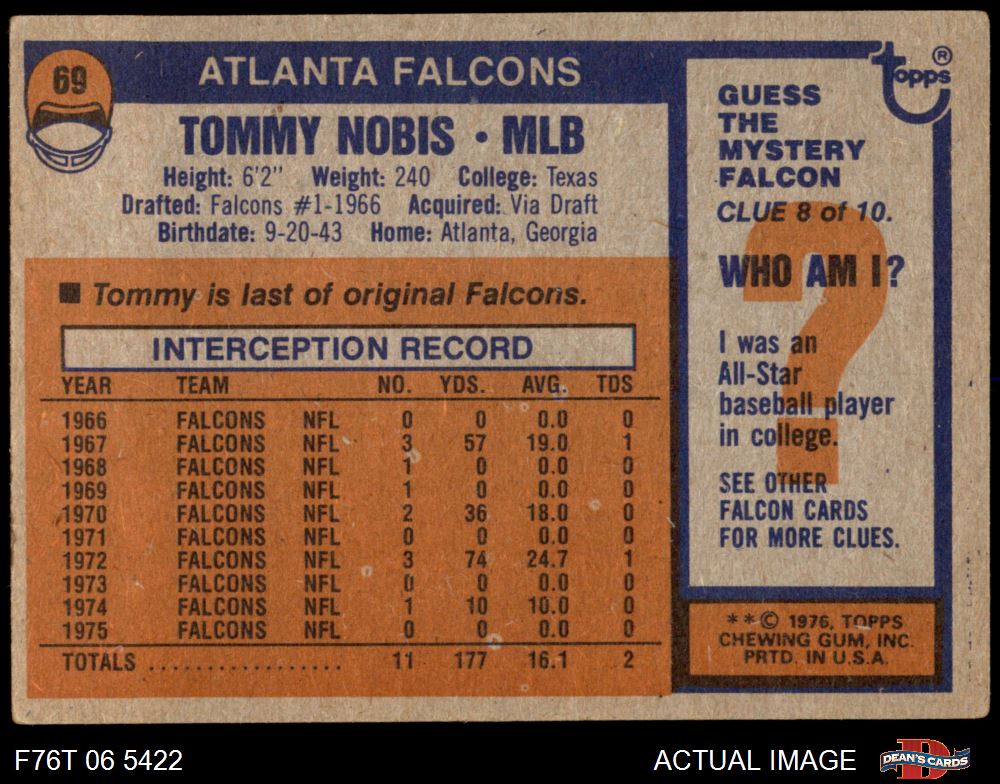 69
ATLANTA FALCONS
TOMMY NOBIS • MLB
Height: 6'2" Weight: 240 College: Texas
Drafted: Falcons #1-1966 Acquired: Via Draft
Birthdate: 9-20-43 Home: Atlanta, Georgia
■ Tommy is last of original Falcons.
INTERCEPTION RECORD
YEAR TEAM NO. YDS. AVG. TDS
1966 FALCONS NFL 0 0 0.0 0
1967 FALCONS NFL 3 57 19.0 1
1968 FALCONS NFL 1 0 0.0 0
1969 FALCONS NFL 1 0 0.0 0
1970 FALCONS NFL 2 36 18.0 0
1971 FALCONS NFL 0 0 0.0 0
1972 FALCONS NFL 3 74 24.7 1
1973 FALCONS NFL 0 0 0.0 0
1974 FALCONS NFL 1 10 10.0 0
1975 FALCONS NFL 0 0 0.0 0
TOTALS .................. 11 177 16.1 2
topps ®
GUESS
THE
MYSTERY
FALCON
CLUE 8 of 10.
WHO AM I?
?
I was an
All-Star
baseball player
in college.
SEE OTHER
FALCON CARDS
FOR MORE CLUES.
**© 1976, TOPPS
CHEWING GUM, INC.
PRTD. IN U.S.A.
F76T 06 5422
ACTUAL IMAGE
D
DEAN'S CARDS